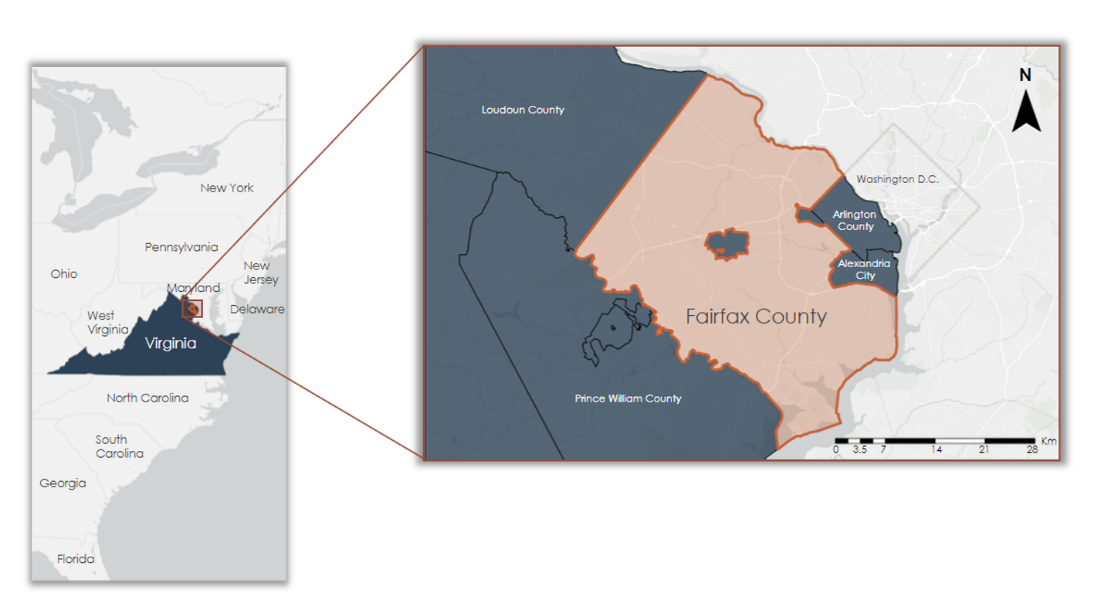 New York
Pennsylvania
New
Jersey
Ohio
Maryland
Delaware
West
Virginia
Virginia
North Carolina
South
Carolina
Georgia
Florida
N
Loudoun County
Washington D.C.
Arlington
County
Alexandria
City
Fairfax County
Prince William County
Km
0 3.5 7 14 21 28